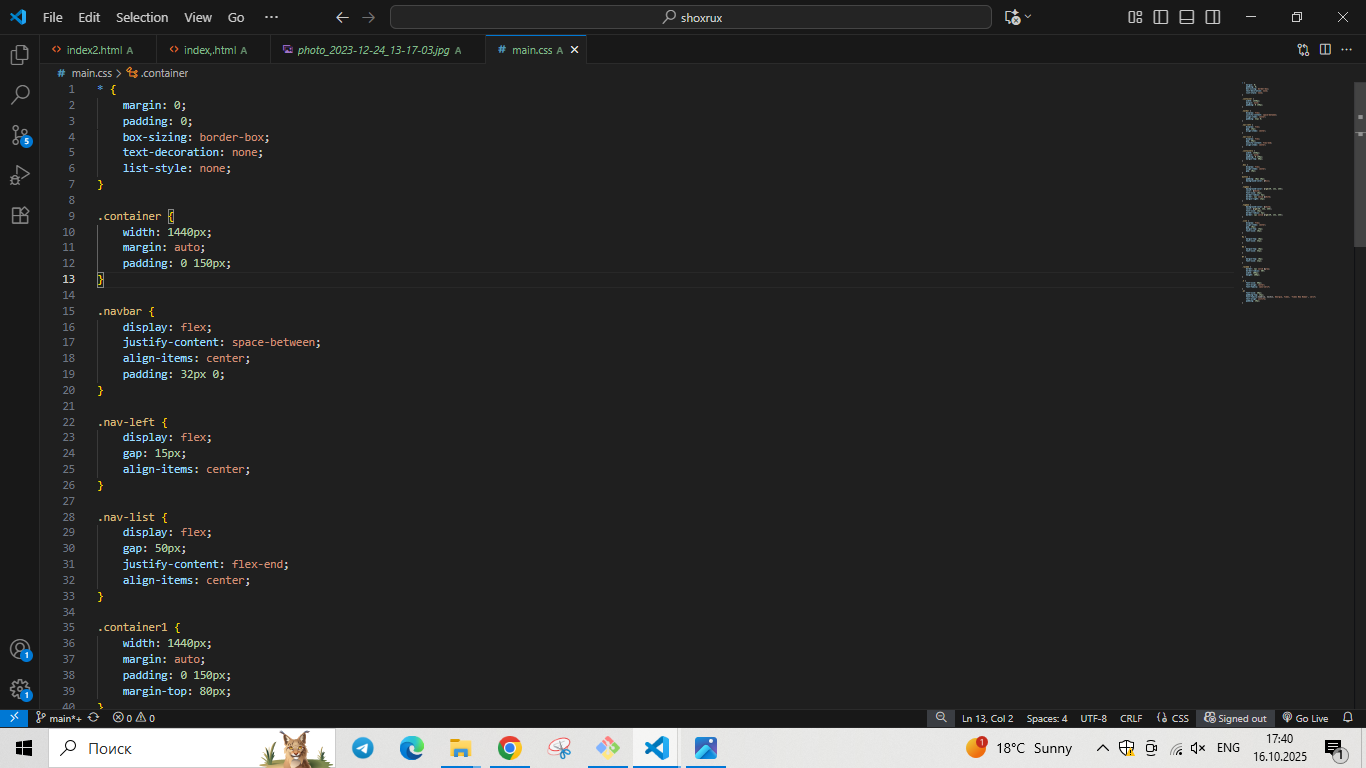 File Edit Selection View Go ··· shoxrux
index2.html A index,.html A photo_2023-12-24_13-17-03.jpg A # main.css A
# main.css > .container
1 * {
2 margin: 0;
3 padding: 0;
4 box-sizing: border-box;
5 text-decoration: none;
6 list-style: none;
7 }
8
9 .container {
10 width: 1440px;
11 margin: auto;
12 padding: 0 150px;
13 }
14
15 .navbar {
16 display: flex;
17 justify-content: space-between;
18 align-items: center;
19 padding: 32px 0;
20 }
21
22 .nav-left {
23 display: flex;
24 gap: 15px;
25 align-items: center;
26 }
27
28 .nav-list {
29 display: flex;
30 gap: 50px;
31 justify-content: flex-end;
32 align-items: center;
33 }
34
35 .container1 {
36 width: 1440px;
37 margin: auto;
38 padding: 0 150px;
39 margin-top: 80px;
40 }
5
1
1
main*+ 0 0 Ln 13, Col 2 Spaces: 4 UTF-8 CRLF {} CSS Signed out Go Live
Поиск 1 18°C Sunny ENG 17:40
16.10.2025 1